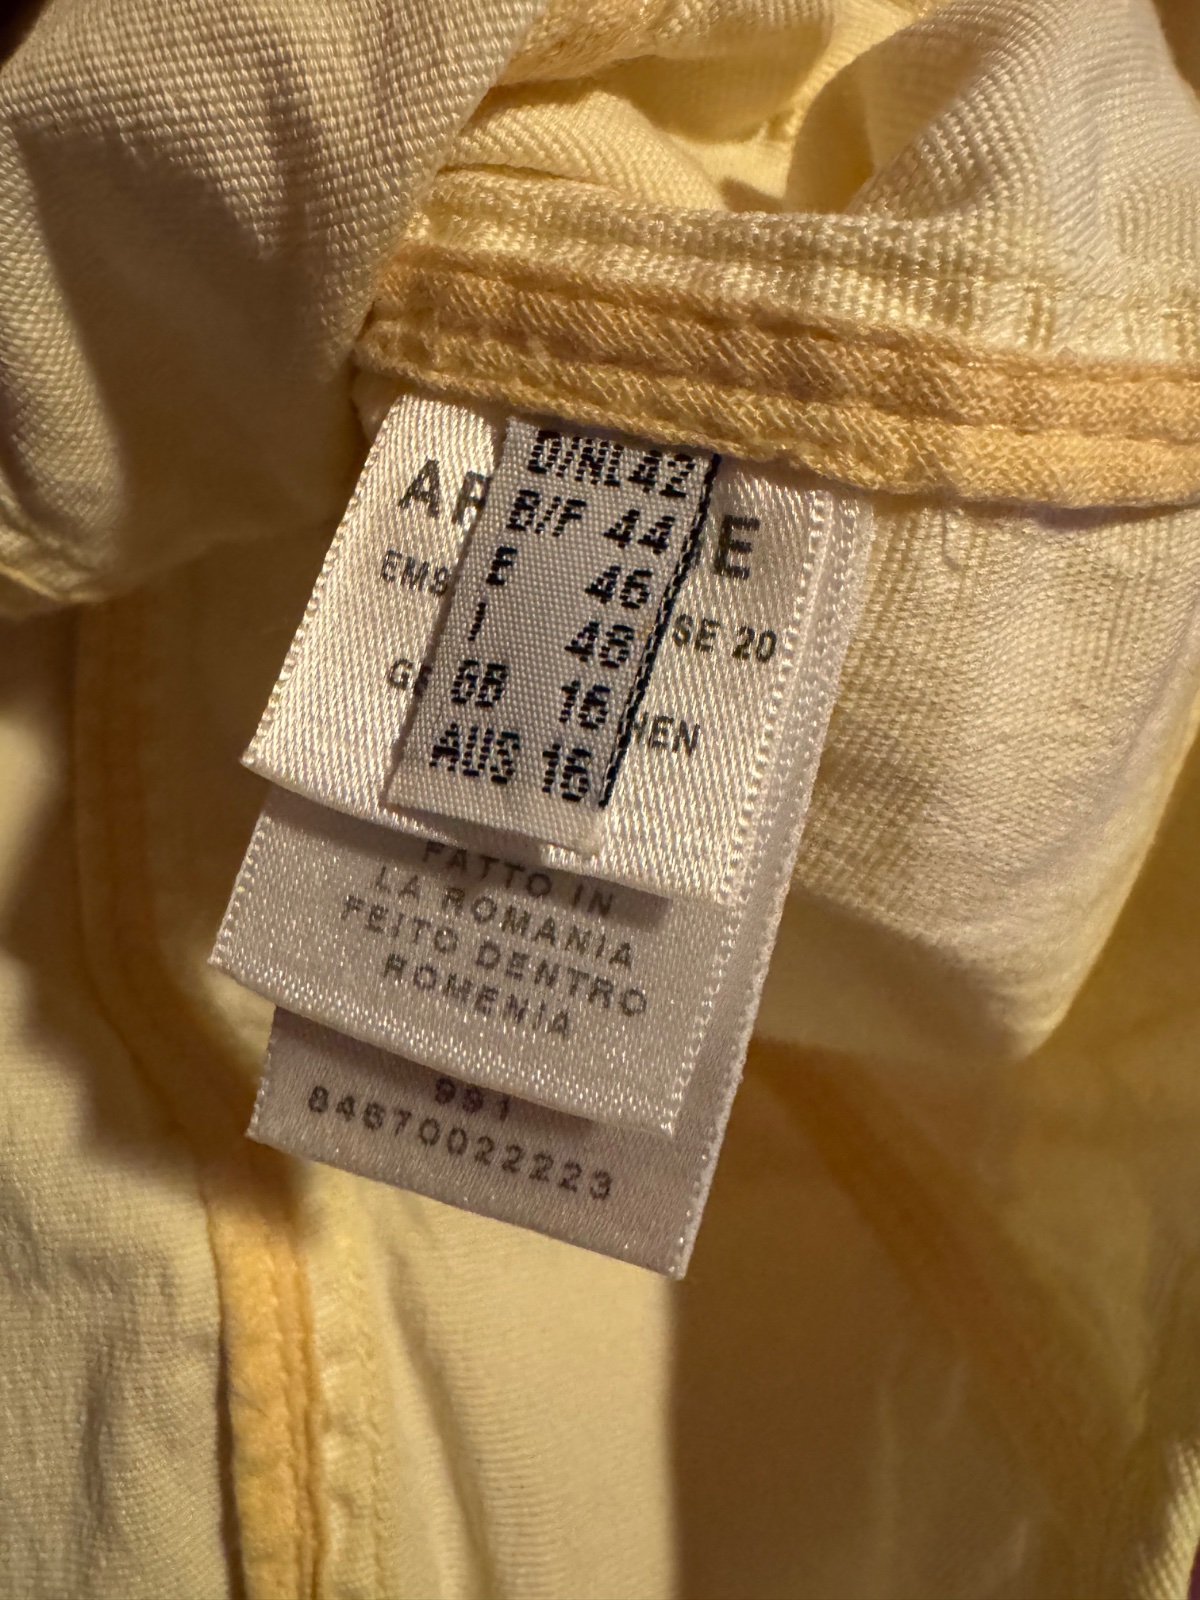 D/NL 42
B/F 44
E 46
I 48
GB 16
AUS 16
AR E
EMS SE 20
G HEN
FATTO IN
LA ROMANIA
FEITO DENTRO
ROMENIA
991
84670022223